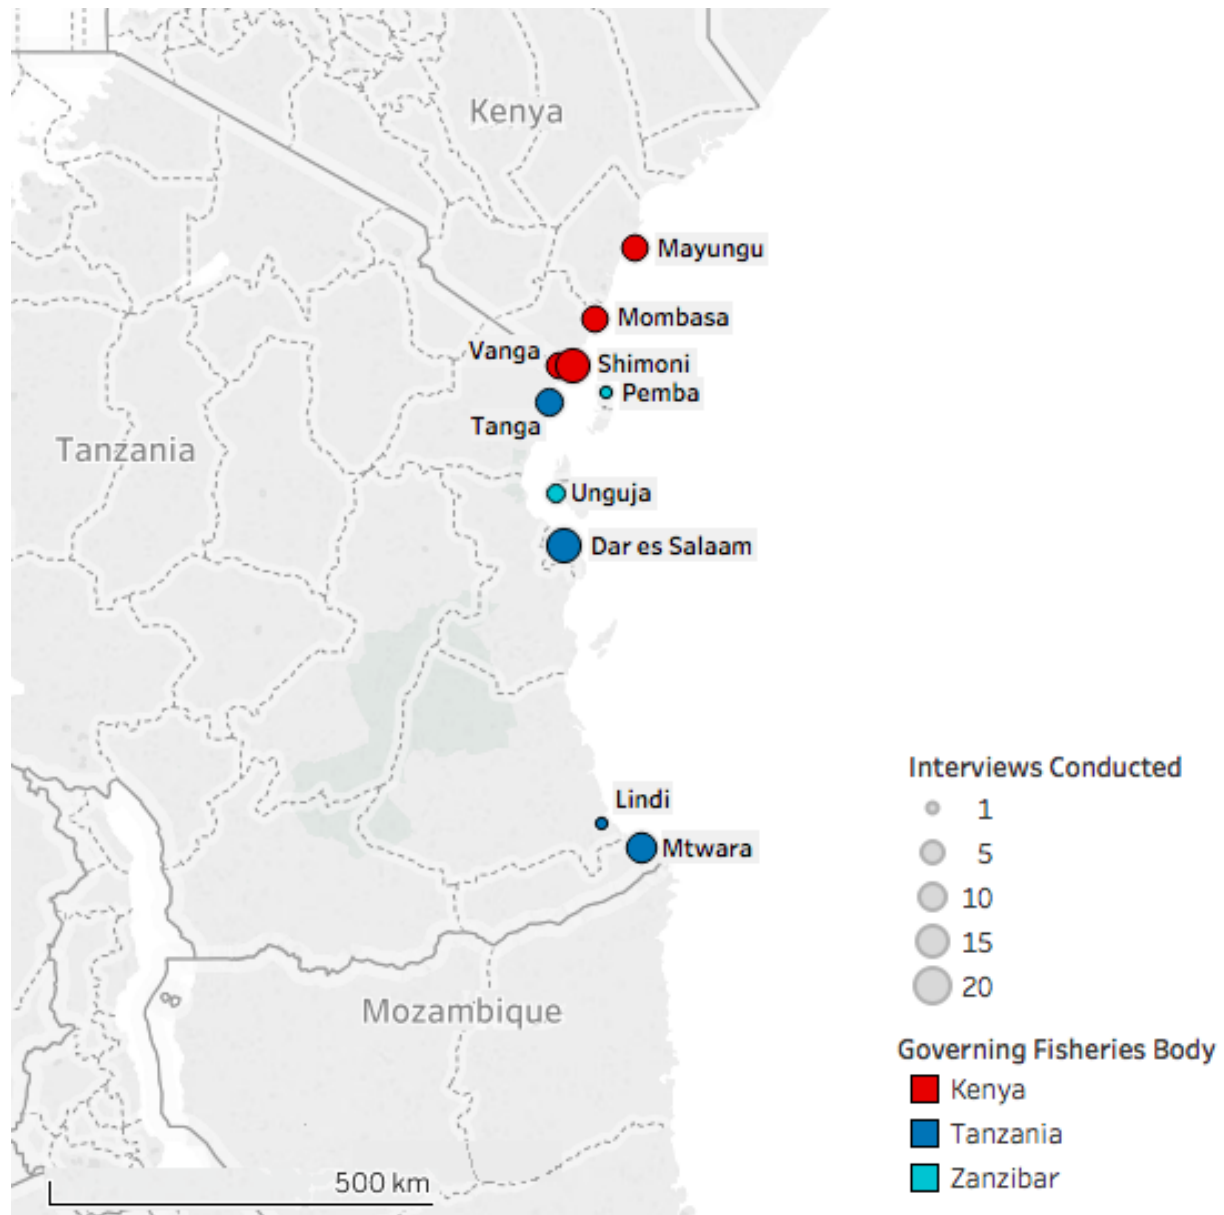 Kenya
Mayungu
Mombasa
Vanga
Shimoni
Pemba
Tanga
Tanzania
Unguja
Dar es Salaam
Interviews Conducted
Lindi
1
Mtwara
5
10
15
20
Mozambique
Governing Fisheries Body
Kenya
Tanzania
500 km
Zanzibar